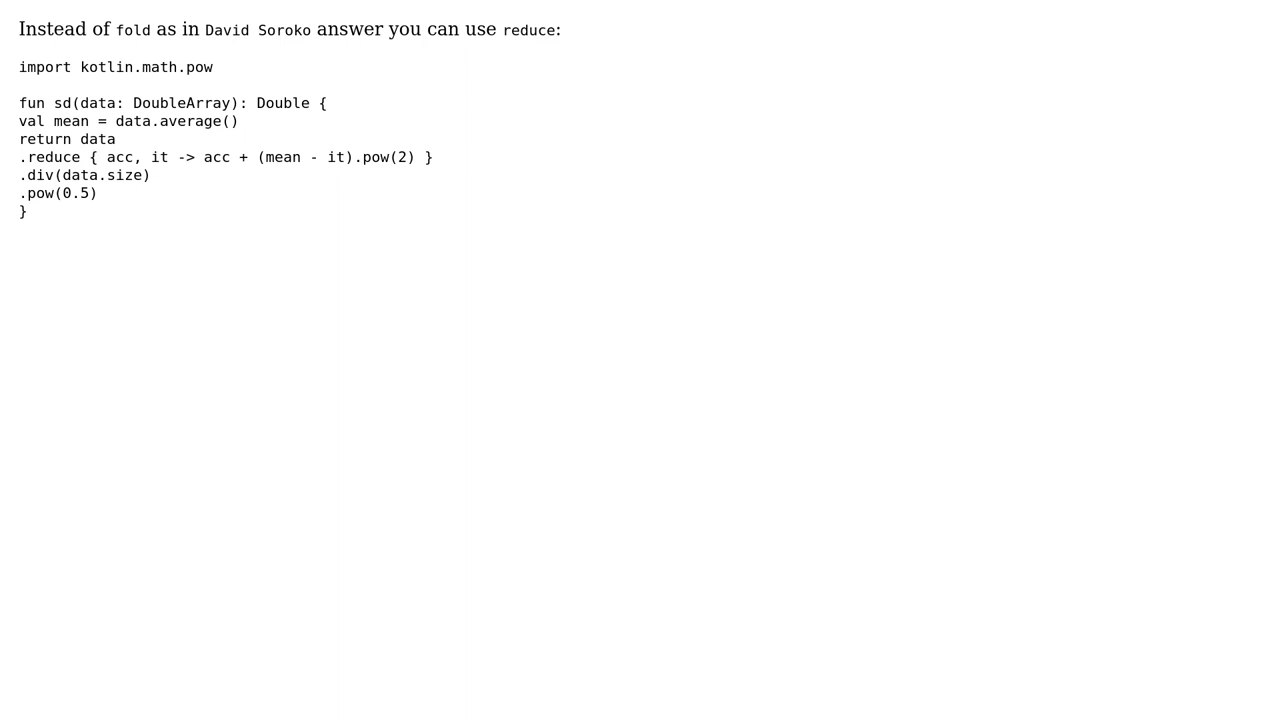 Instead of fold as in David Soroko answer you can use reduce:
import kotlin.math.pow
fun sd(data: DoubleArray): Double {
val mean = data.average()
return data
.reduce { acc, it -> acc + (mean - it).pow(2) }
.div(data.size)
.pow(0.5)
}